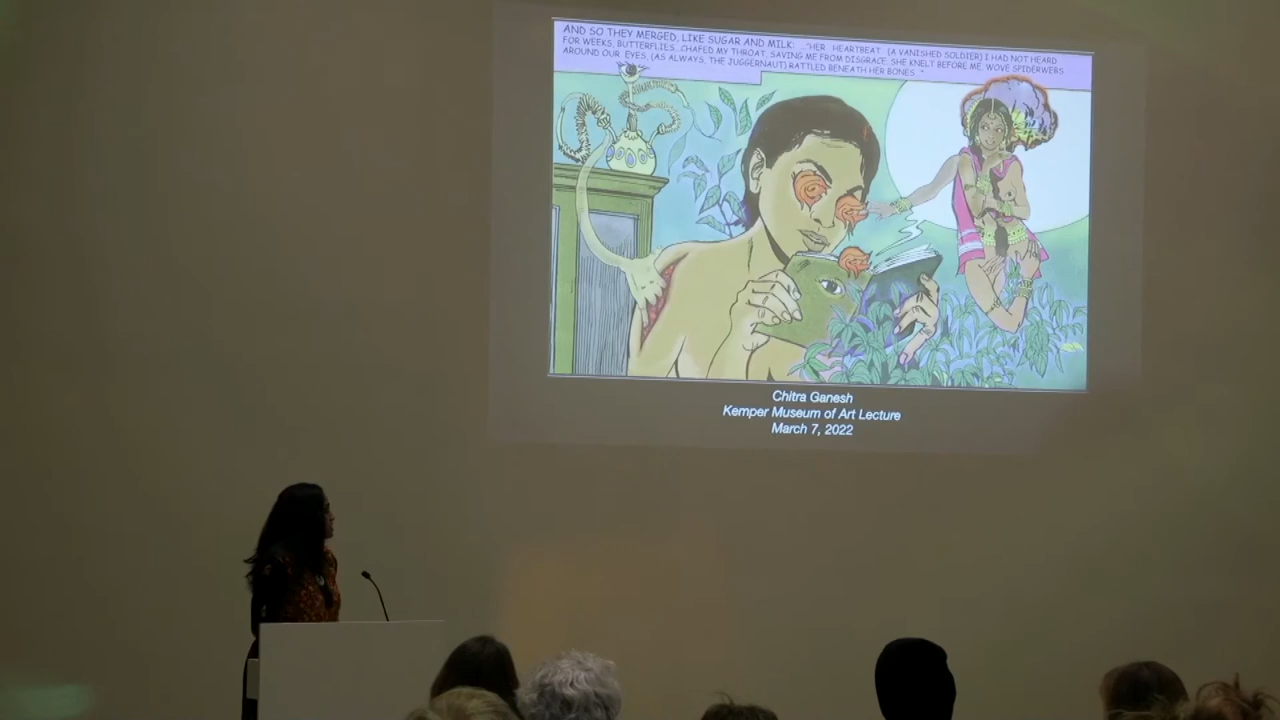 AND SO THEY MERGED, LIKE SUGAR AND MILK: ..."HER HEARTBEAT (A VANISHED SOLDIER) I HAD NOT HEARD
FOR WEEKS, BUTTERFLIES...CHAFED MY THROAT, SAVING ME FROM DISGRACE. SHE KNELT BEFORE ME, WOVE SPIDERWEBS
AROUND OUR EYES, (AS ALWAYS, THE JUGGERNAUT) RATTLED BENEATH HER BONES..."
Chitra Ganesh
Kemper Museum of Art Lecture
March 7, 2022